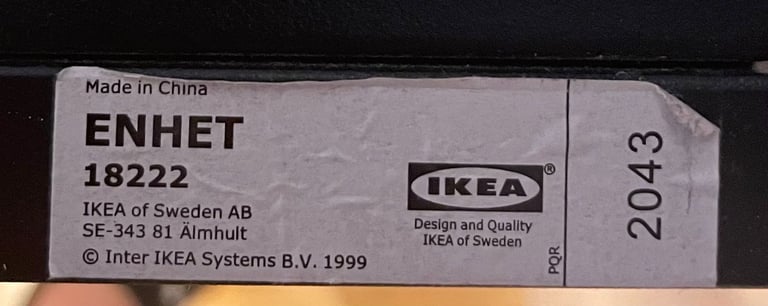 Made in China
ENHET
18222
IKEA of Sweden AB
SE-343 81 Älmhult
© Inter IKEA Systems B.V. 1999
IKEA®
Design and Quality
IKEA of Sweden
PQR
2043